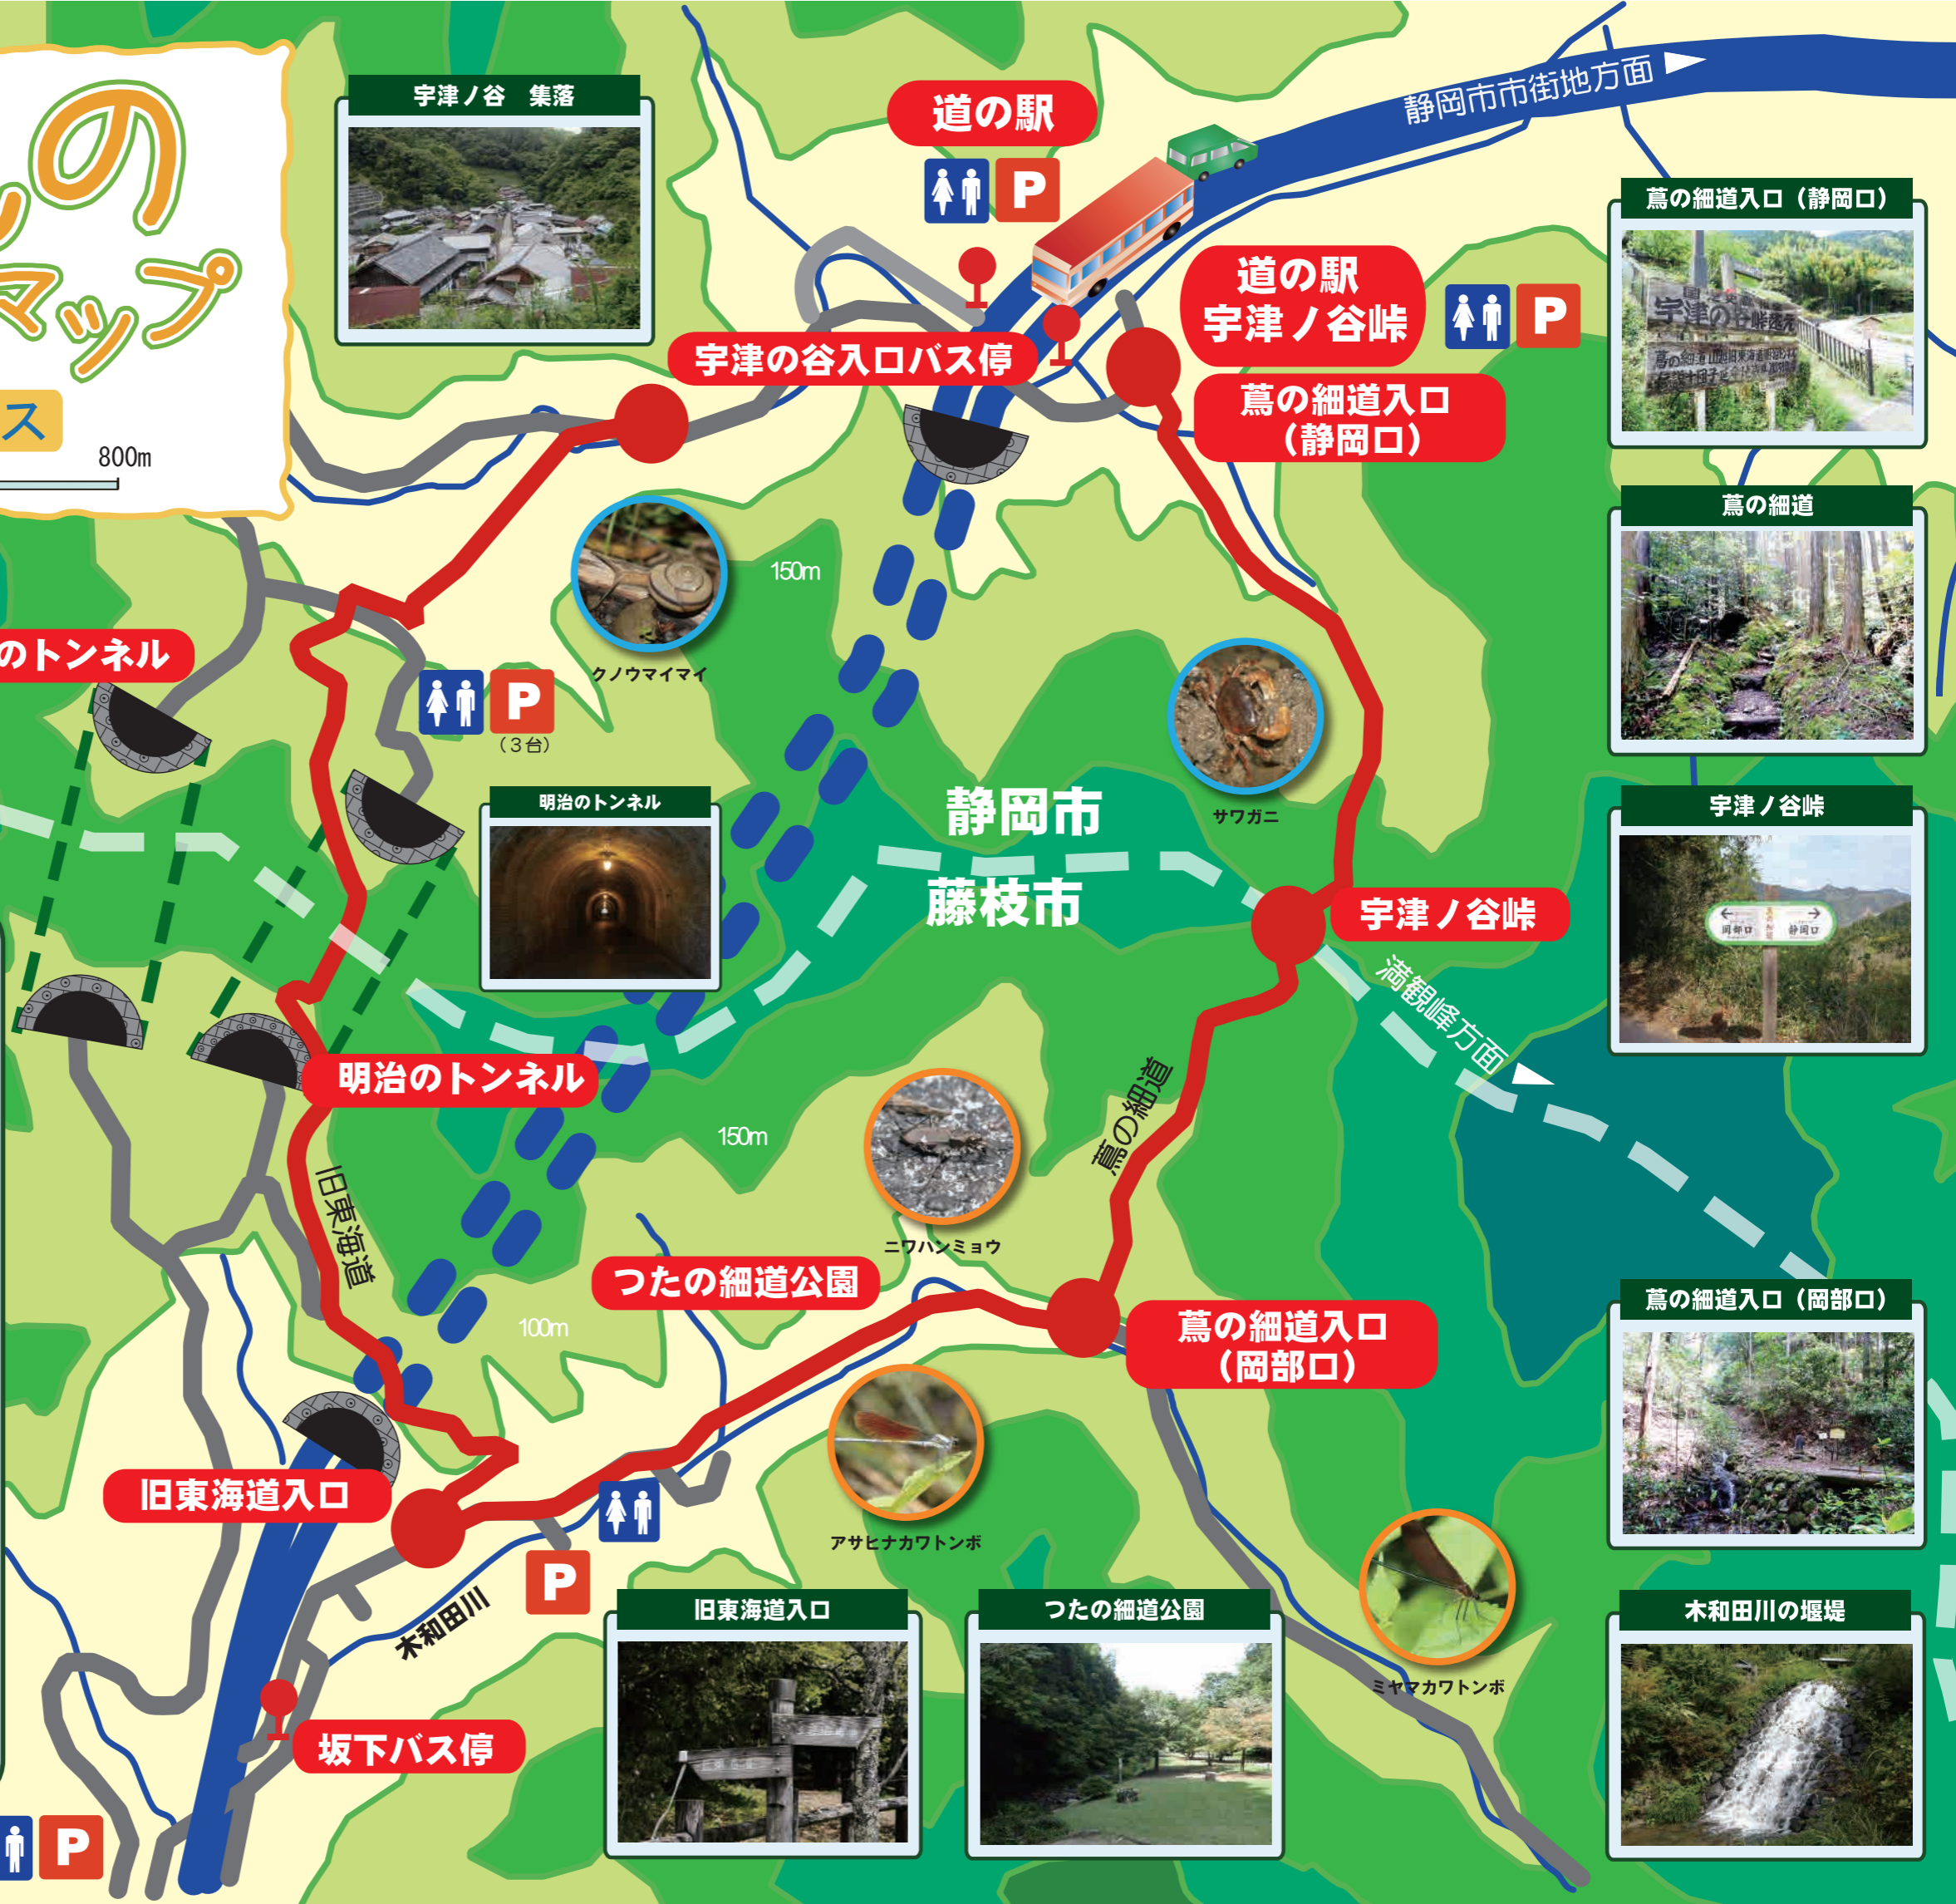 の
マップ
ス
800m
宇津ノ谷　集落
道の駅
P
静岡市市街地方面
道の駅
宇津ノ谷峠
P
宇津の谷入口バス停
蔦の細道入口
（静岡口）
蔦の細道入口（静岡口）
蔦の細道
宇津ノ谷峠
岡部口
静岡口
150m
クノウマイマイ
のトンネル
P
（３台）
明治のトンネル
サワガニ
静岡市
藤枝市
宇津ノ谷峠
満観峰方面
明治のトンネル
150m
蔦の細道
旧東海道
ニワハンミョウ
つたの細道公園
100m
蔦の細道入口
（岡部口）
蔦の細道入口（岡部口）
旧東海道入口
アサヒナカワトンボ
P
木和田川
旧東海道入口
つたの細道公園
ミヤマカワトンボ
木和田川の堰堤
坂下バス停
P